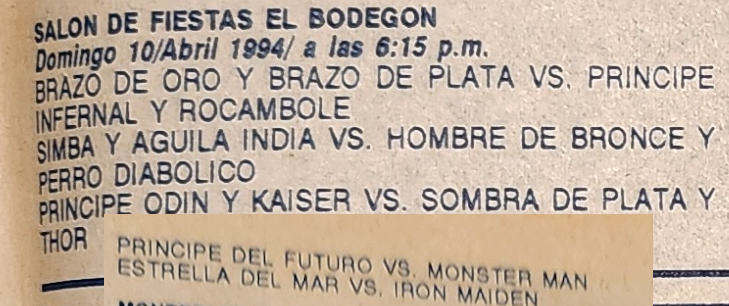 SALON DE FIESTAS EL BODEGON
Domingo 10/Abril 1994/ a las 6:15 p.m.
BRAZO DE ORO Y BRAZO DE PLATA VS. PRINCIPE
INFERNAL Y ROCAMBOLE
SIMBA Y AGUILA INDIA VS. HOMBRE DE BRONCE Y
PERRO DIABOLICO
PRINCIPE ODIN Y KAISER VS. SOMBRA DE PLATA Y
THOR
PRINCIPE DEL FUTURO VS. MONSTER MAN
ESTRELLA DEL MAR VS. IRON MAIDEN